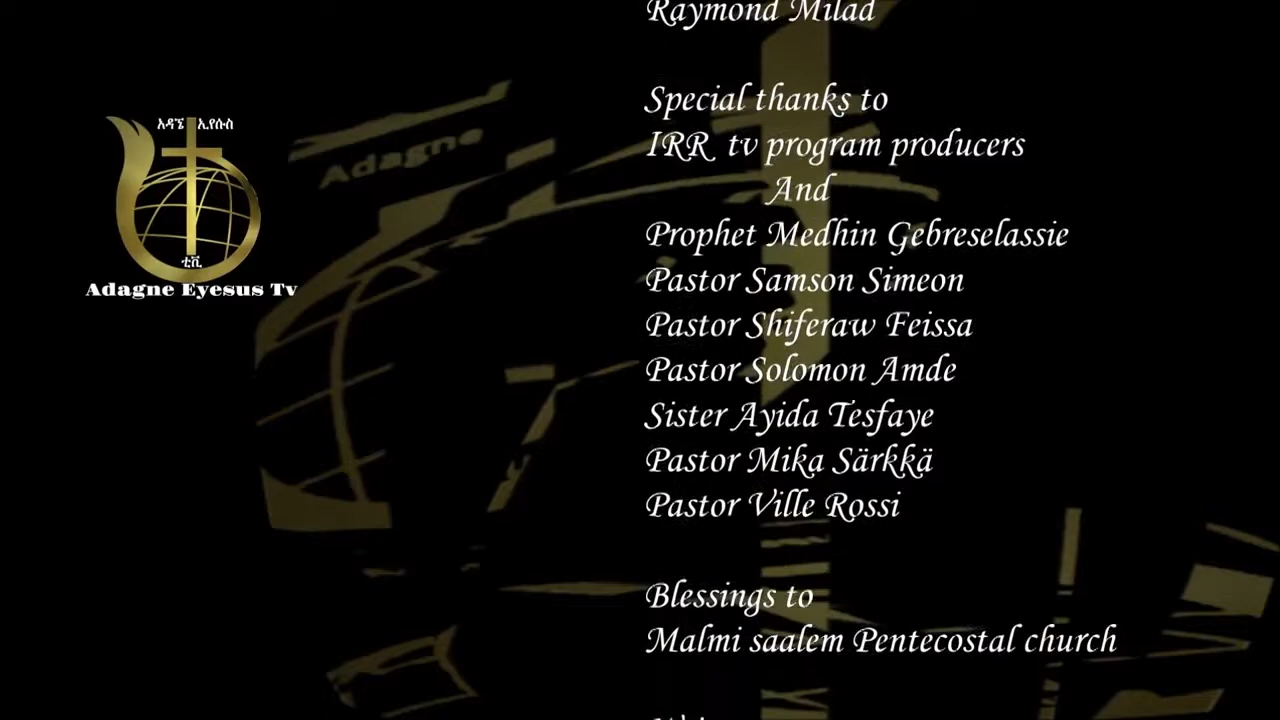 Raymond Milad
Special thanks to
IRR tv program producers
And
Prophet Medhin Gebreselassie
Pastor Samson Simeon
Pastor Shiferaw Feissa
Pastor Solomon Amde
Sister Ayida Tesfaye
Pastor Mika Särkkä
Pastor Ville Rossi
Blessings to
Malmi saalem Pentecostal church
አዳኜ ኢየሱስ
ቲቪ
Adagne Eyesus Tv
Adagne